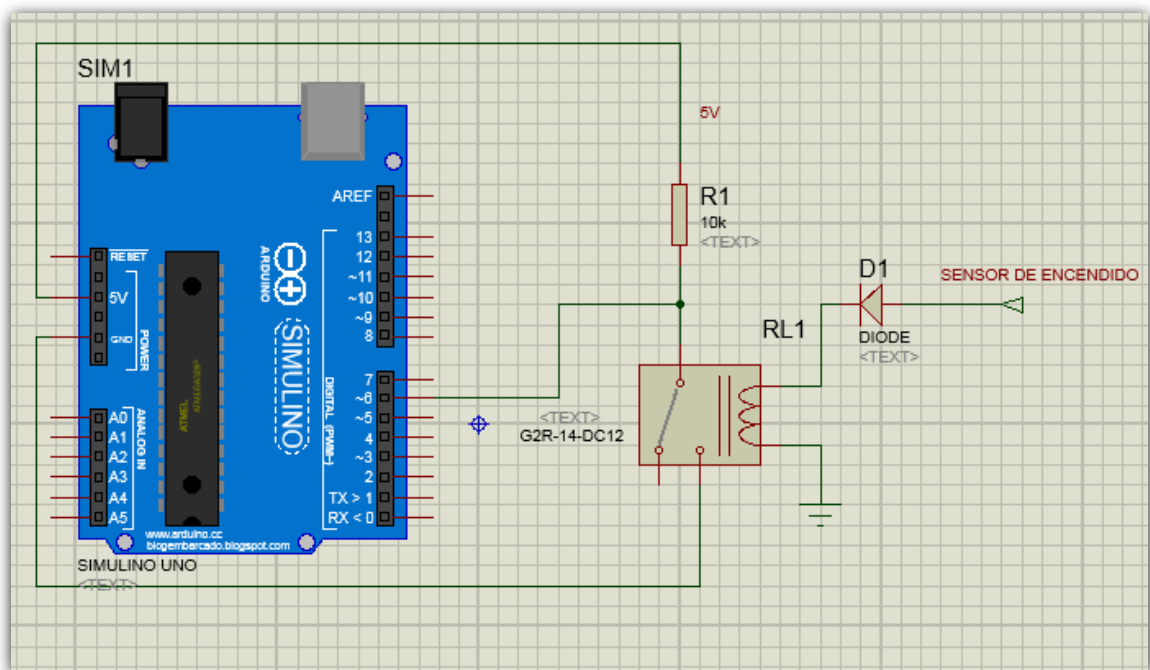 SIM1
5V
AREF
R1
10k
<TEXT>
13
12
~11
~10
~9
8
RESET
5V
GND
POWER
ARDUINO
SIMULINO
ATMEL
ATMEGA328P
D1
SENSOR DE ENCENDIDO
DIODE
<TEXT>
RL1
7
~6
~5
4
~3
2
TX > 1
RX < 0
DIGITAL (PWM~)
<TEXT>
G2R-14-DC12
A0
A1
A2
A3
A4
A5
ANALOG IN
www.arduino.cc
blogembarcado.blogspot.com
SIMULINO UNO
<TEXT>